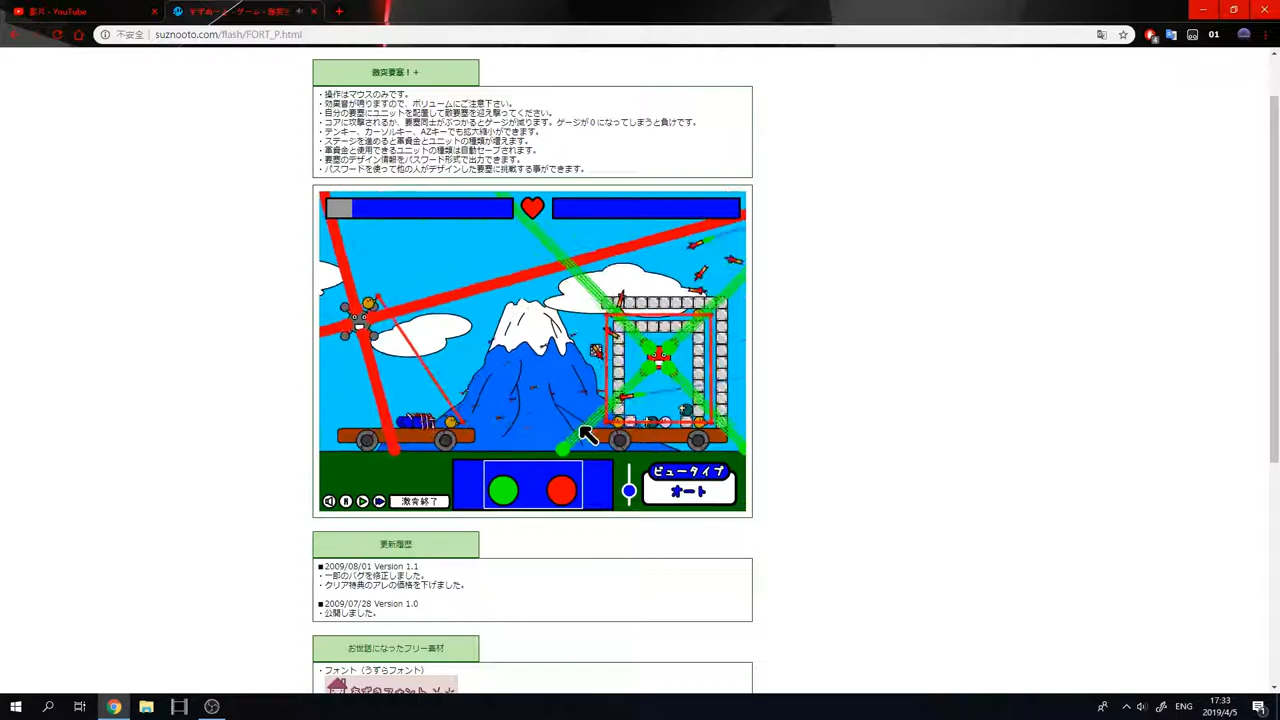 影片 - YouTube
すずぬーと - ゲーム - 激突
不安全 suznooto.com/flash/FORT_P.html
01
激突要塞！+
・操作はマウスのみです。
・効果音が鳴りますので、ボリュームにご注意下さい。
・自分の要塞にユニットを配置して敵要塞を迎え撃ってください。
・コアに攻撃されるか、要塞同士がぶつかるとゲージが減ります。ゲージが０になってしまうと負けです。
・テンキー、カーソルキー、AZキーでも拡大縮小ができます。
・ステージを進めると軍資金とユニットの種類が増えます。
・軍資金と使用できるユニットの種類は自動セーブされます。
・要塞のデザイン情報をパスワード形式で出力できます。
・パスワードを使って他の人がデザインした要塞に挑戦する事ができます。
ビュータイプ
オート
激突終了
更新履歴
■2009/08/01 Version 1.1
・一部のバグを修正しました。
・クリア特典のアレの価格を下げました。
■2009/07/28 Version 1.0
・公開しました。
お世話になったフリー素材
・フォント（うずらフォント）
ENG
17:33
2019/4/5